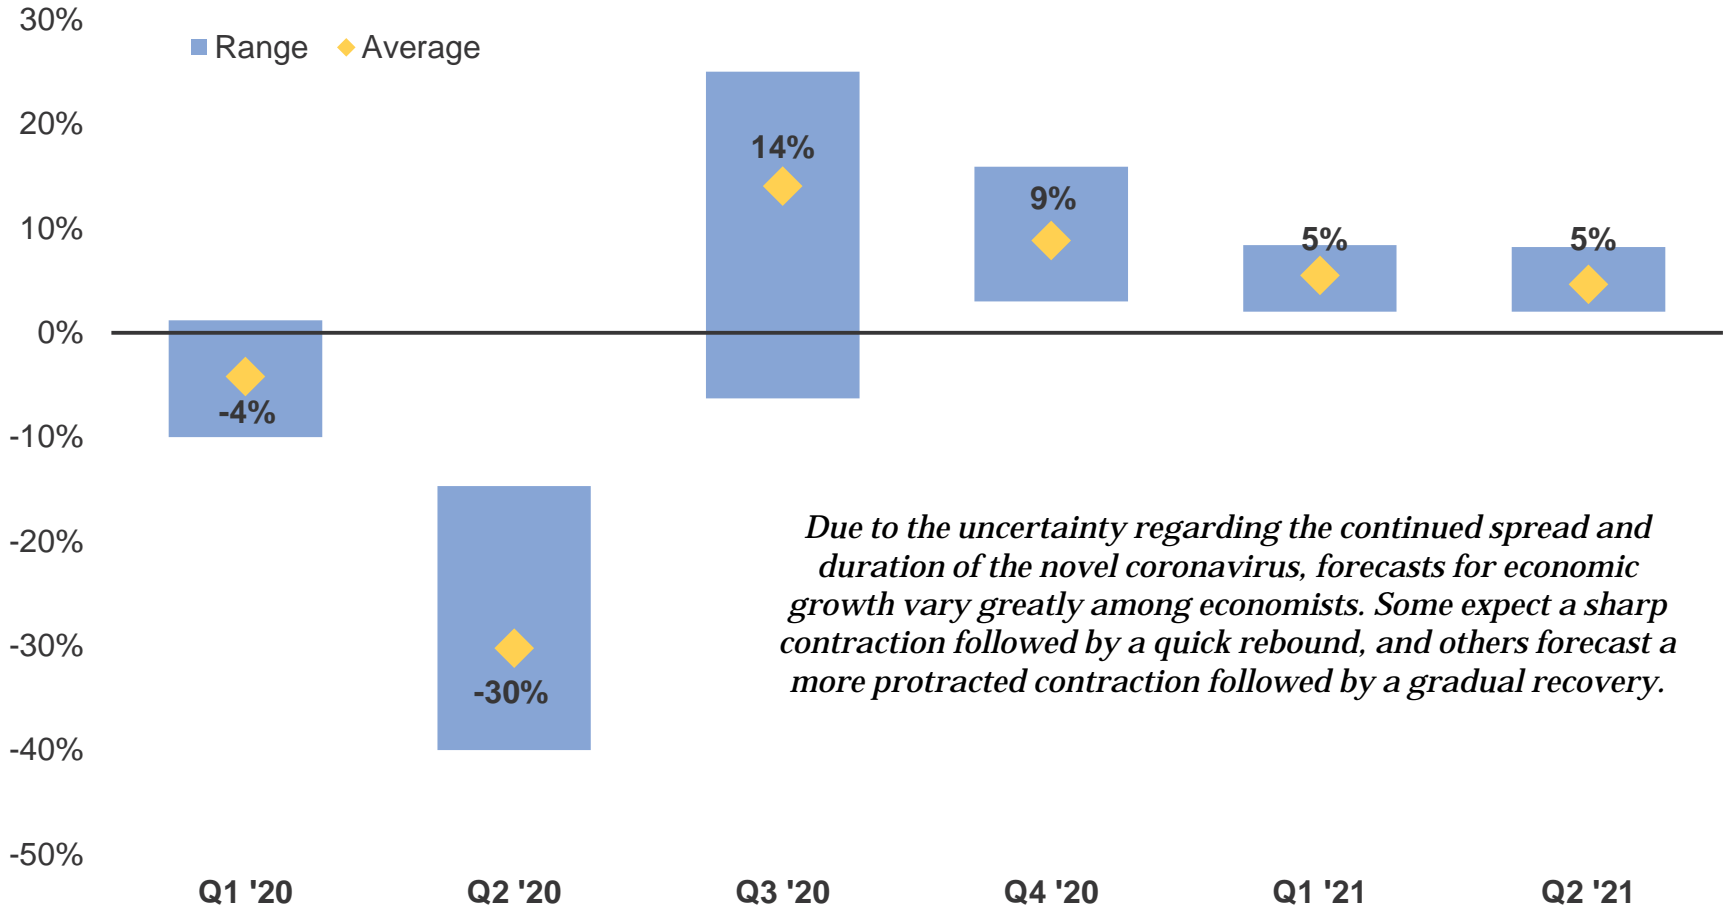 30%
Range Average
20%
10%
0%
-10%
-20%
-30%
-40%
-50%
-4%
-30%
14%
9%
5%
5%
Due to the uncertainty regarding the continued spread and
duration of the novel coronavirus, forecasts for economic
growth vary greatly among economists. Some expect a sharp
contraction followed by a quick rebound, and others forecast a
more protracted contraction followed by a gradual recovery.
Q1 '20 Q2 '20 Q3 '20 Q4 '20 Q1 '21 Q2 '21